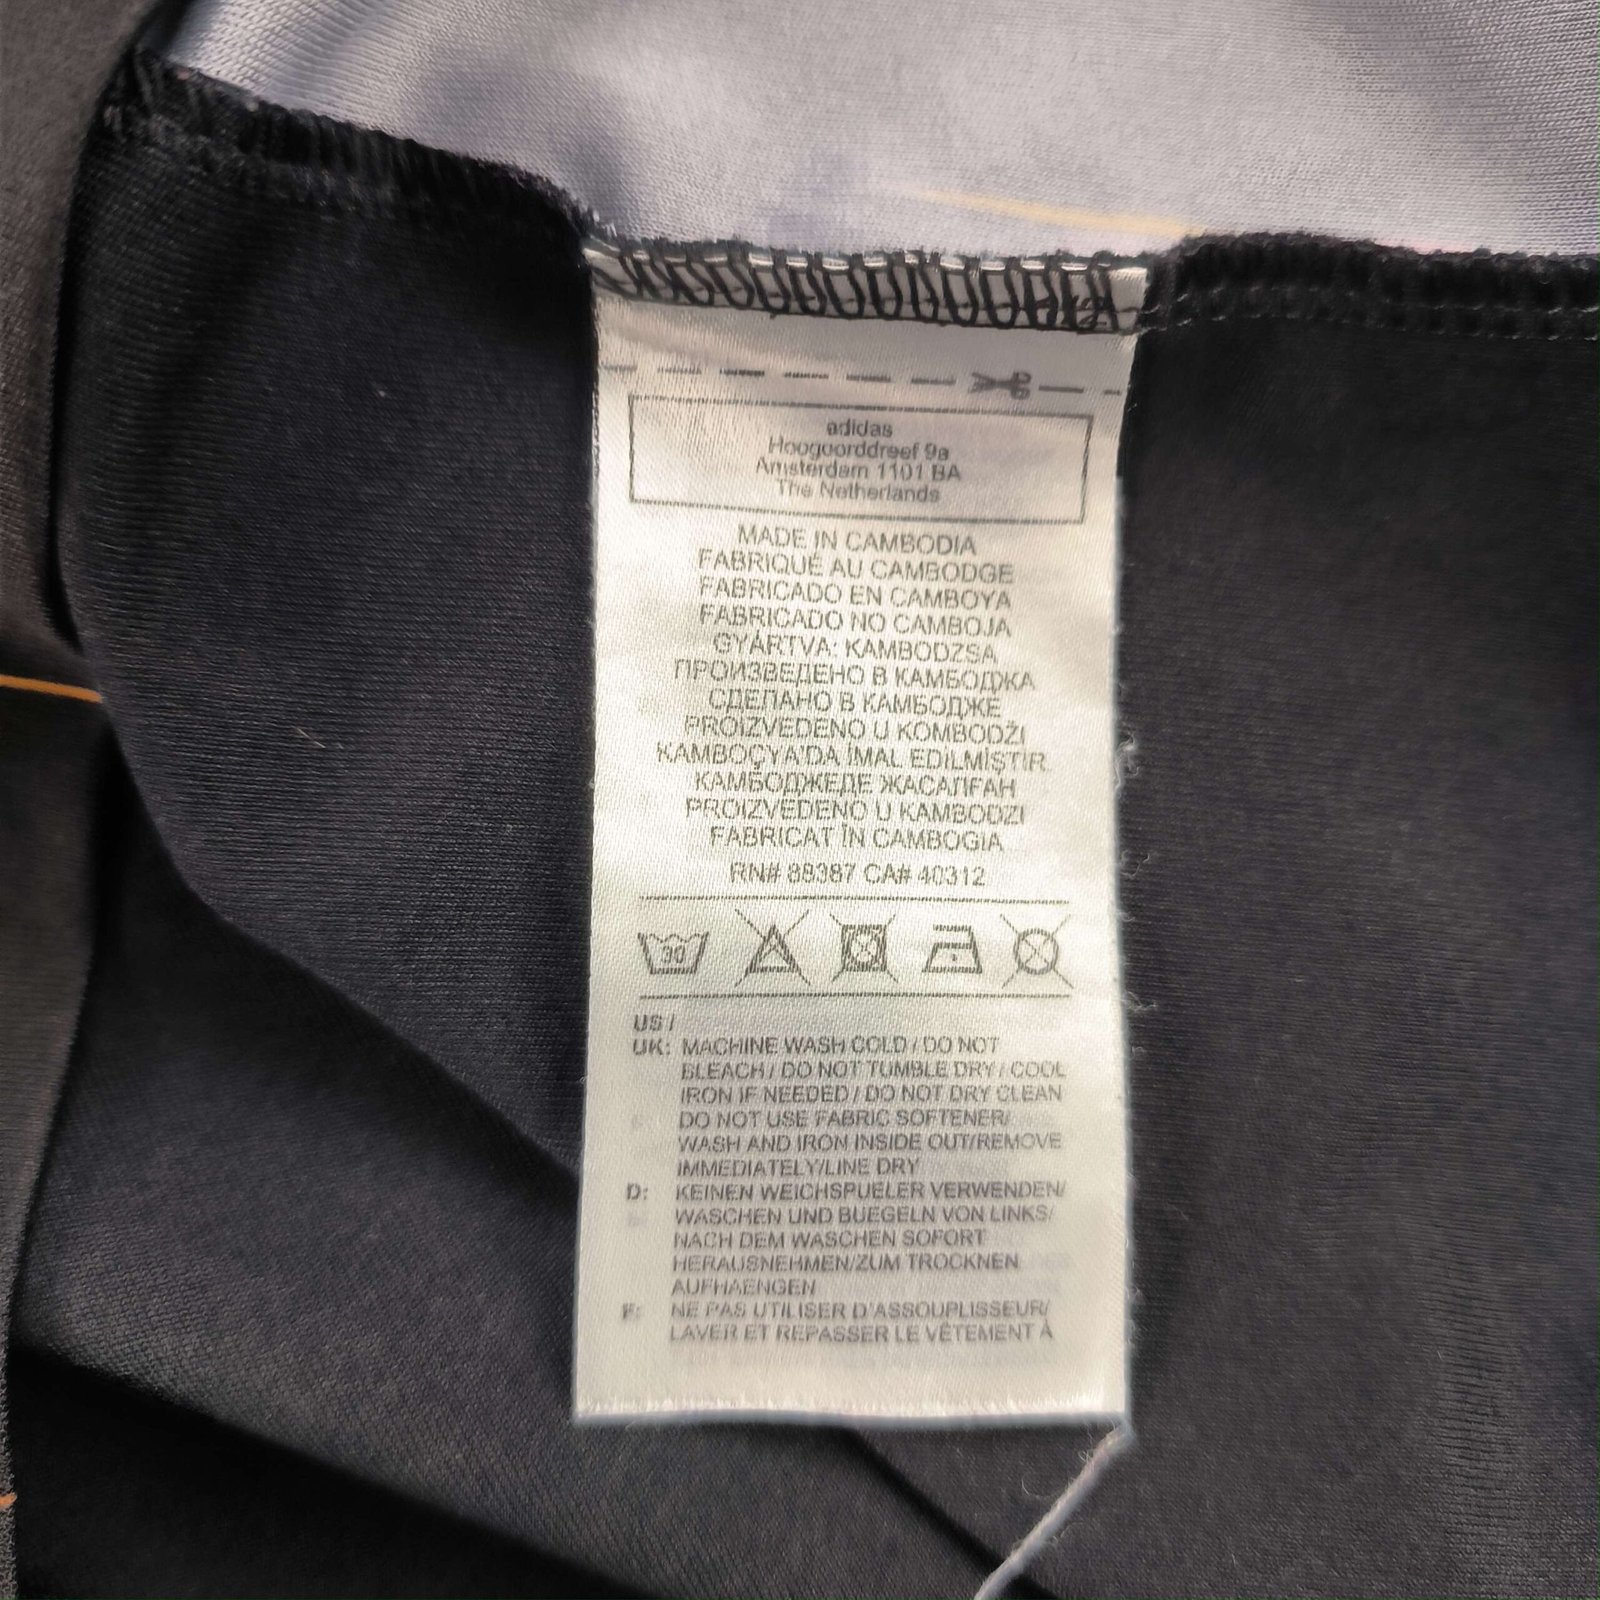 adidas
Hoogoorddreef 9a
Amsterdam 1101 BA
The Netherlands
MADE IN CAMBODIA
FABRIQUÉ AU CAMBODGE
FABRICADO EN CAMBOYA
FABRICADO NO CAMBOJA
GYÁRTVA: KAMBODZSA
ПРОИЗВЕДЕНО В КАМБОДЖА
СДЕЛАНО В КАМБОДЖЕ
PROIZVEDENO U KOMBODŽI
KAMBOÇYA'DA İMAL EDİLMİŞTİR.
КАМБОДЖЕДЕ ЖАСАЛҒАН
PROIZVEDENO U KAMBODZI
FABRICAT ÎN CAMBOGIA
RN# 88387 CA# 40312
30
US /
UK: MACHINE WASH COLD / DO NOT
BLEACH / DO NOT TUMBLE DRY / COOL
IRON IF NEEDED / DO NOT DRY CLEAN
DO NOT USE FABRIC SOFTENER/
WASH AND IRON INSIDE OUT/REMOVE
IMMEDIATELY/LINE DRY
D: KEINEN WEICHSPUELER VERWENDEN/
WASCHEN UND BUEGELN VON LINKS/
NACH DEM WASCHEN SOFORT
HERAUSNEHMEN/ZUM TROCKNEN
AUFHAENGEN
F: NE PAS UTILISER D'ASSOUPLISSEUR/
LAVER ET REPASSER LE VÊTEMENT À